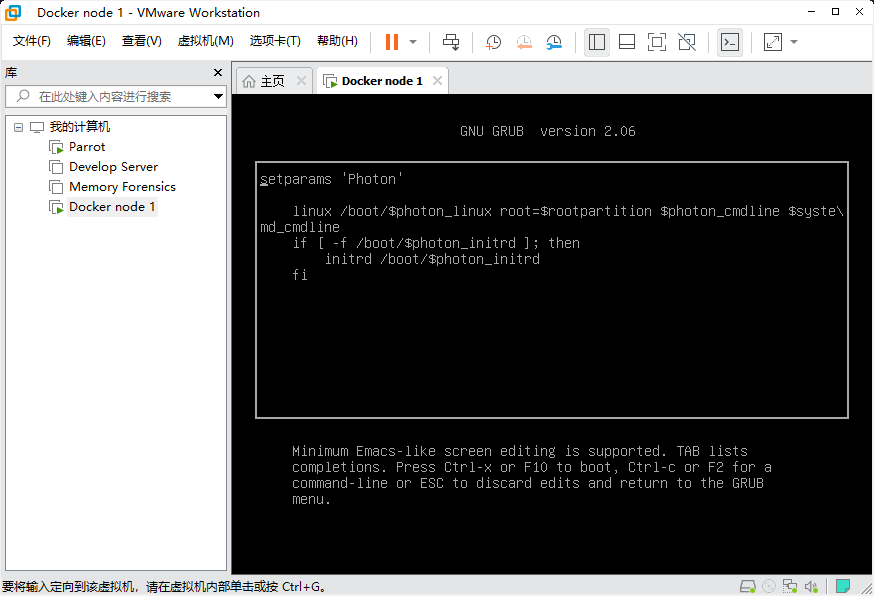 Docker node 1 - VMware Workstation
文件(F) 编辑(E) 查看(V) 虚拟机(M) 选项卡(T) 帮助(H)
库
在此处键入内容进行搜索
我的计算机
Parrot
Develop Server
Memory Forensics
Docker node 1
主页
Docker node 1
GNU GRUB version 2.06
setparams 'Photon'
linux /boot/$photon_linux root=$rootpartition $photon_cmdline $syste\
md_cmdline
if [ -f /boot/$photon_initrd ]; then
initrd /boot/$photon_initrd
fi
Minimum Emacs-like screen editing is supported. TAB lists
completions. Press Ctrl-x or F10 to boot, Ctrl-c or F2 for a
command-line or ESC to discard edits and return to the GRUB
menu.
要将输入定向到该虚拟机，请在虚拟机内部单击或按 Ctrl+G。